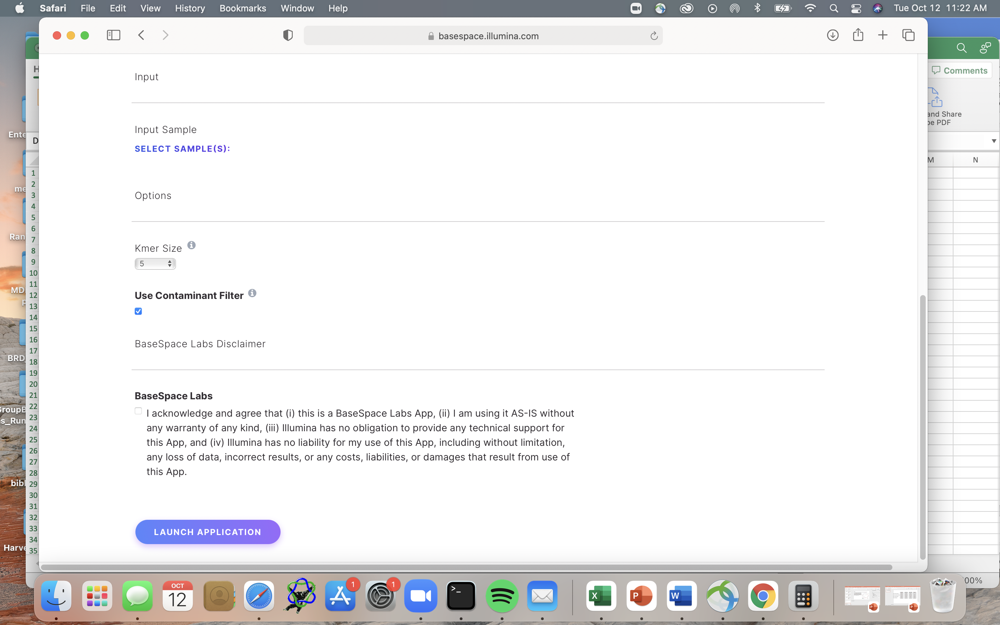 Safari File Edit View History Bookmarks Window Help
Tue Oct 12 11:22 AM
basespace.illumina.com
Comments
and Share
PDF
Input
Input Sample
SELECT SAMPLE(S):
M N
Options
Kmer Size
5
Use Contaminant Filter
BaseSpace Labs Disclaimer
BaseSpace Labs
I acknowledge and agree that (i) this is a BaseSpace Labs App, (ii) I am using it AS-IS without
any warranty of any kind, (iii) Illumina has no obligation to provide any technical support for
this App, and (iv) Illumina has no liability for my use of this App, including without limitation,
any loss of data, incorrect results, or any costs, liabilities, or damages that result from use of
this App.
LAUNCH APPLICATION
1
2
3
4
5
6
7
8
9
10
11
12
13
14
15
16
17
18
19
20
21
22
23
24
25
26
27
28
29
30
31
32
33
34
35
Ente
me
Ran
MD
BRD
GroupB
s_Run
bibl
Harve
00%
OCT
12
1
1
X
P
W